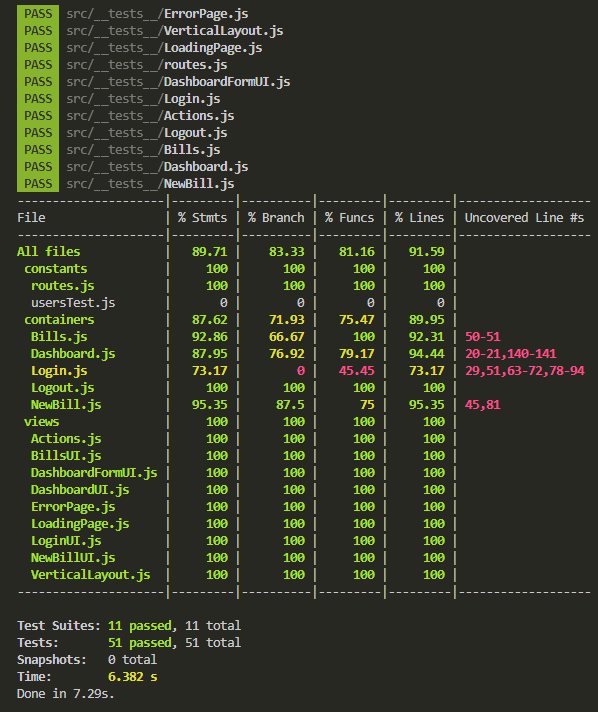 PASS src/__tests__/ErrorPage.js
PASS src/__tests__/VerticalLayout.js
PASS src/__tests__/LoadingPage.js
PASS src/__tests__/routes.js
PASS src/__tests__/DashboardFormUI.js
PASS src/__tests__/Login.js
PASS src/__tests__/Actions.js
PASS src/__tests__/Logout.js
PASS src/__tests__/Bills.js
PASS src/__tests__/Dashboard.js
PASS src/__tests__/NewBill.js
---------------------|---------|----------|---------|---------|-------------------
File                 | % Stmts | % Branch | % Funcs | % Lines | Uncovered Line #s
---------------------|---------|----------|---------|---------|-------------------
All files            |   89.71 |    83.33 |   81.16 |   91.59 |
 constants           |     100 |      100 |     100 |     100 |
  routes.js          |     100 |      100 |     100 |     100 |
  usersTest.js       |       0 |        0 |       0 |       0 |
 containers          |   87.62 |    71.93 |   75.47 |   89.95 |
  Bills.js           |   92.86 |    66.67 |     100 |   92.31 | 50-51
  Dashboard.js       |   87.95 |    76.92 |   79.17 |   94.44 | 20-21,140-141
  Login.js           |   73.17 |        0 |   45.45 |   73.17 | 29,51,63-72,78-94
  Logout.js          |     100 |      100 |     100 |     100 |
  NewBill.js         |   95.35 |     87.5 |      75 |   95.35 | 45,81
 views               |     100 |      100 |     100 |     100 |
  Actions.js         |     100 |      100 |     100 |     100 |
  BillsUI.js         |     100 |      100 |     100 |     100 |
  DashboardFormUI.js |     100 |      100 |     100 |     100 |
  DashboardUI.js     |     100 |      100 |     100 |     100 |
  ErrorPage.js       |     100 |      100 |     100 |     100 |
  LoadingPage.js     |     100 |      100 |     100 |     100 |
  LoginUI.js         |     100 |      100 |     100 |     100 |
  NewBillUI.js       |     100 |      100 |     100 |     100 |
  VerticalLayout.js  |     100 |      100 |     100 |     100 |
---------------------|---------|----------|---------|---------|-------------------
Test Suites: 11 passed, 11 total
Tests:       51 passed, 51 total
Snapshots:   0 total
Time:        6.382 s
Done in 7.29s.